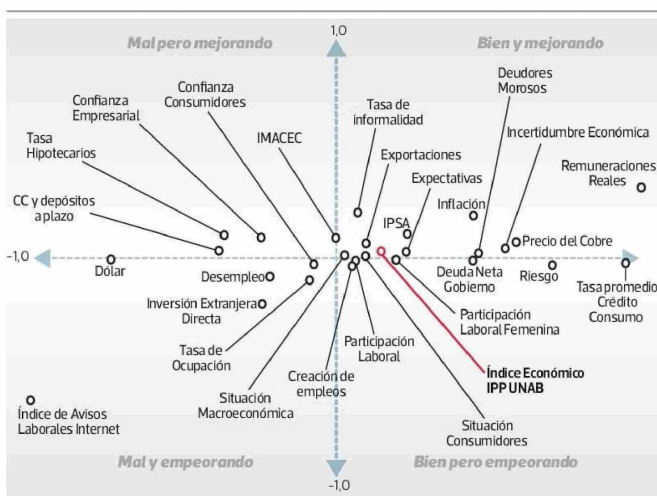 1,0
Mal pero mejorando
Bien y mejorando
Deudores
Morosos
Confianza
Consumidores
Confianza
Empresarial
Tasa de
informalidad
Incertidumbre Económica
Tasa
Hipotecarios
IMACEC
Exportaciones
Remuneraciones
Reales
Expectativas
CC y depósitos
a plazo
Inflación
IPSA
Precio del Cobre
-1,0
1,0
Dólar
Desempleo
Deuda Neta
Gobierno
Riesgo
Tasa promedio
Crédito
Consumo
Inversión Extranjera
Directa
Participación
Laboral Femenina
Tasa de
Ocupación
Participación
Laboral
Situación
Macroeconómica
Creación de
empleos
Índice Económico
IPP UNAB
Índice de Avisos
Laborales Internet
Situación
Consumidores
Mal y empeorando
Bien pero empeorando
-1,0